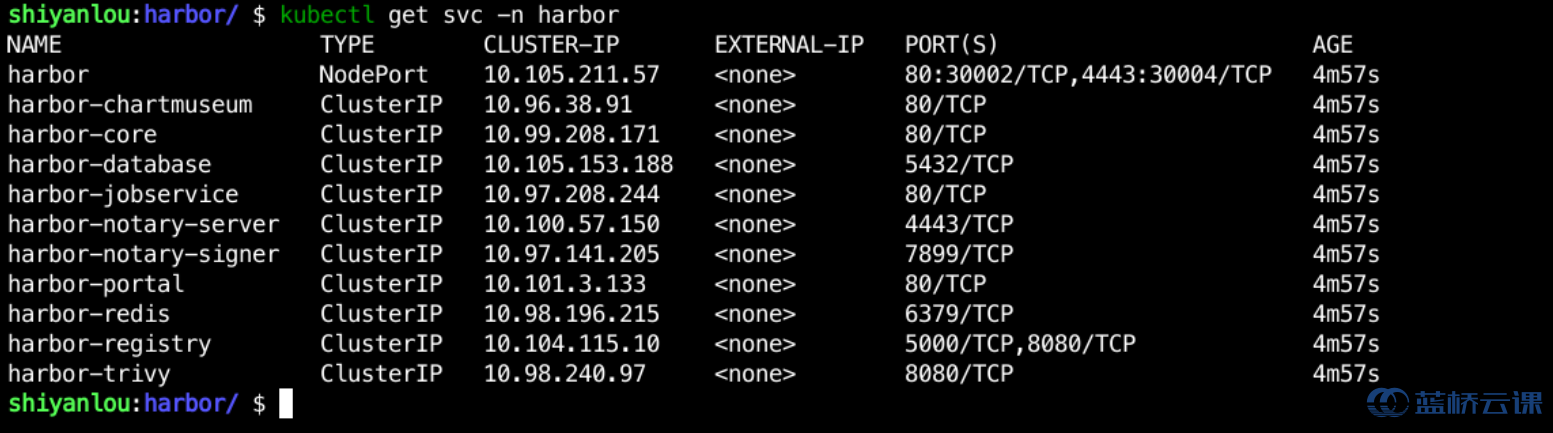 shiyanlou:harbor/ $ kubectl get svc -n harbor
NAME TYPE CLUSTER-IP EXTERNAL-IP PORT(S) AGE
harbor NodePort 10.105.211.57 <none> 80:30002/TCP,4443:30004/TCP 4m57s
harbor-chartmuseum ClusterIP 10.96.38.91 <none> 80/TCP 4m57s
harbor-core ClusterIP 10.99.208.171 <none> 80/TCP 4m57s
harbor-database ClusterIP 10.105.153.188 <none> 5432/TCP 4m57s
harbor-jobservice ClusterIP 10.97.208.244 <none> 80/TCP 4m57s
harbor-notary-server ClusterIP 10.100.57.150 <none> 4443/TCP 4m57s
harbor-notary-signer ClusterIP 10.97.141.205 <none> 7899/TCP 4m57s
harbor-portal ClusterIP 10.101.3.133 <none> 80/TCP 4m57s
harbor-redis ClusterIP 10.98.196.215 <none> 6379/TCP 4m57s
harbor-registry ClusterIP 10.104.115.10 <none> 5000/TCP,8080/TCP 4m57s
harbor-trivy ClusterIP 10.98.240.97 <none> 8080/TCP 4m57s
shiyanlou:harbor/ $
蓝桥云课